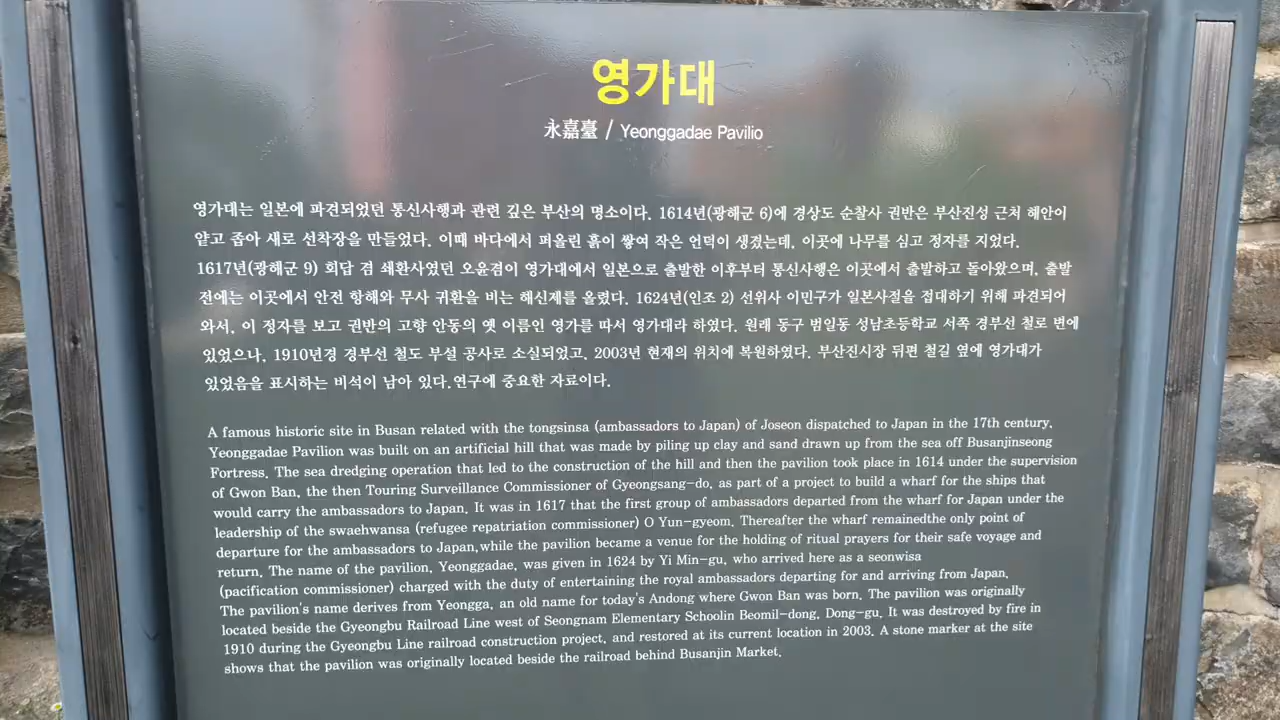 영가대
永嘉臺 / Yeonggadae Pavilio
영가대는 일본에 파견되었던 통신사행과 관련 깊은 부산의 명소이다. 1614년(광해군 6)에 경상도 순찰사 권반은 부산진성 근처 해안이
얕고 좁아 새로 선착장을 만들었다. 이때 바다에서 퍼올린 흙이 쌓여 작은 언덕이 생겼는데, 이곳에 나무를 심고 정자를 지었다.
1617년(광해군 9) 회답 겸 쇄환사였던 오윤겸이 영가대에서 일본으로 출발한 이후부터 통신사행은 이곳에서 출발하고 돌아왔으며, 출발
전에는 이곳에서 안전 항해와 무사 귀환을 비는 해신제를 올렸다. 1624년(인조 2) 선위사 이민구가 일본사절을 접대하기 위해 파견되어
와서, 이 정자를 보고 권반의 고향 안동의 옛 이름인 영가를 따서 영가대라 하였다. 원래 동구 범일동 성남초등학교 서쪽 경부선 철로 변에
있었으나, 1910년경 경부선 철도 부설 공사로 소실되었고, 2003년 현재의 위치에 복원하였다. 부산진시장 뒤편 철길 옆에 영가대가
있었음을 표시하는 비석이 남아 있다.연구에 중요한 자료이다.
A famous historic site in Busan related with the tongsinsa (ambassadors to Japan) of Joseon dispatched to Japan in the 17th century.
Yeonggadae Pavilion was built on an artificial hill that was made by piling up clay and sand drawn up from the sea off Busanjinseong
Fortress. The sea dredging operation that led to the construction of the hill and then the pavilion took place in 1614 under the supervision
of Gwon Ban, the then Touring Surveillance Commissioner of Gyeongsang-do, as part of a project to build a wharf for the ships that
would carry the ambassadors to Japan. It was in 1617 that the first group of ambassadors departed from the wharf for Japan under the
leadership of the swaehwansa (refugee repatriation commissioner) O Yun-gyeom. Thereafter the wharf remainedthe only point of
departure for the ambassadors to Japan,while the pavilion became a venue for the holding of ritual prayers for their safe voyage and
return. The name of the pavilion, Yeonggadae, was given in 1624 by Yi Min-gu, who arrived here as a seonwisa
(pacification commissioner) charged with the duty of entertaining the royal ambassadors departing for and arriving from Japan.
The pavilion's name derives from Yeongga, an old name for today's Andong where Gwon Ban was born. The pavilion was originally
located beside the Gyeongbu Railroad Line west of Seongnam Elementary Schoolin Beomil-dong, Dong-gu. It was destroyed by fire in
1910 during the Gyeongbu Line railroad construction project, and restored at its current location in 2003. A stone marker at the site
shows that the pavilion was originally located beside the railroad behind Busanjin Market.